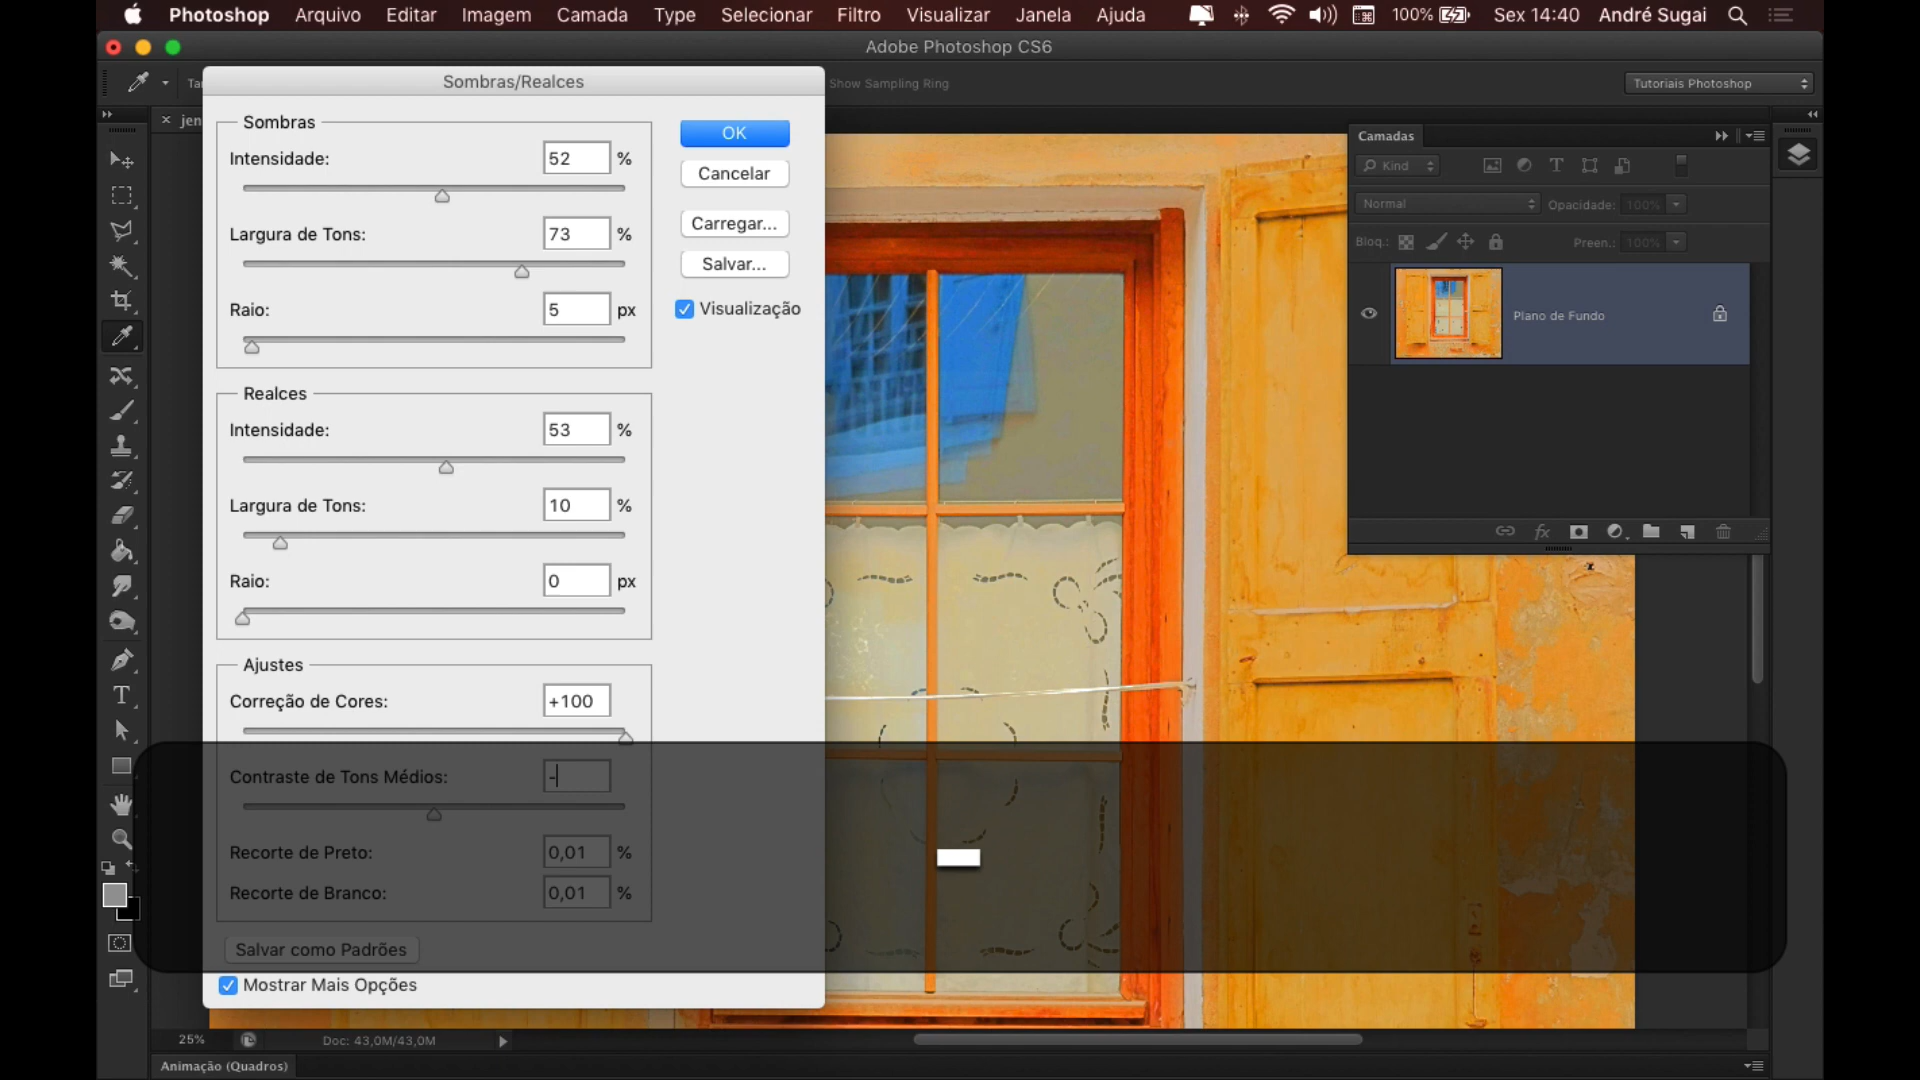 Photoshop Arquivo Editar Imagem Camada Type Selecionar Filtro Visualizar Janela Ajuda 100% Sex 14:40 André Sugai
Adobe Photoshop CS6
Show Sampling Ring
Tutoriais Photoshop
Sombras/Realces
Sombras
Intensidade: 52 %
Largura de Tons: 73 %
Raio: 5 px
Realces
Intensidade: 53 %
Largura de Tons: 10 %
Raio: 0 px
Ajustes
Correção de Cores: +100
Contraste de Tons Médios: -
Recorte de Preto: 0,01 %
Recorte de Branco: 0,01 %
Salvar como Padrões
Mostrar Mais Opções
OK
Cancelar
Carregar...
Salvar...
Visualização
Camadas
Kind
Normal Opacidade: 100%
Bloq.: Preen.: 100%
Plano de Fundo
fx
-
25% Doc: 43,0M/43,0M
Animação (Quadros)